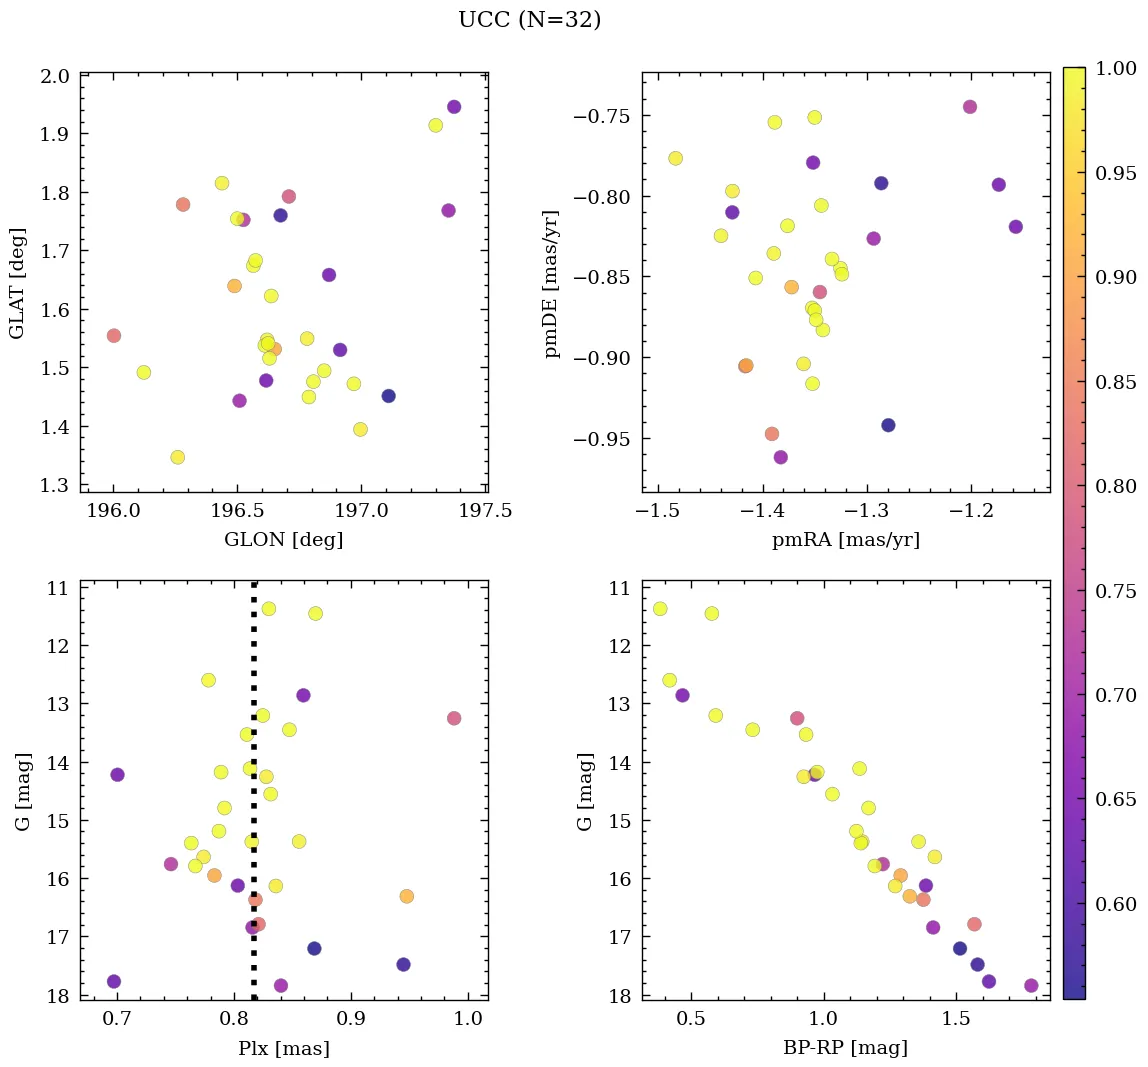 UCC (N=32)
2.0
1.9
1.8
1.7
1.6
1.5
1.4
1.3
GLAT [deg]
196.0 196.5 197.0 197.5
GLON [deg]
−0.75
−0.80
−0.85
−0.90
−0.95
pmDE [mas/yr]
−1.5 −1.4 −1.3 −1.2
pmRA [mas/yr]
1.00
0.95
0.90
0.85
0.80
0.75
0.70
0.65
0.60
11
12
13
14
15
16
17
18
G [mag]
0.7 0.8 0.9 1.0
Plx [mas]
11
12
13
14
15
16
17
18
G [mag]
0.5 1.0 1.5
BP-RP [mag]